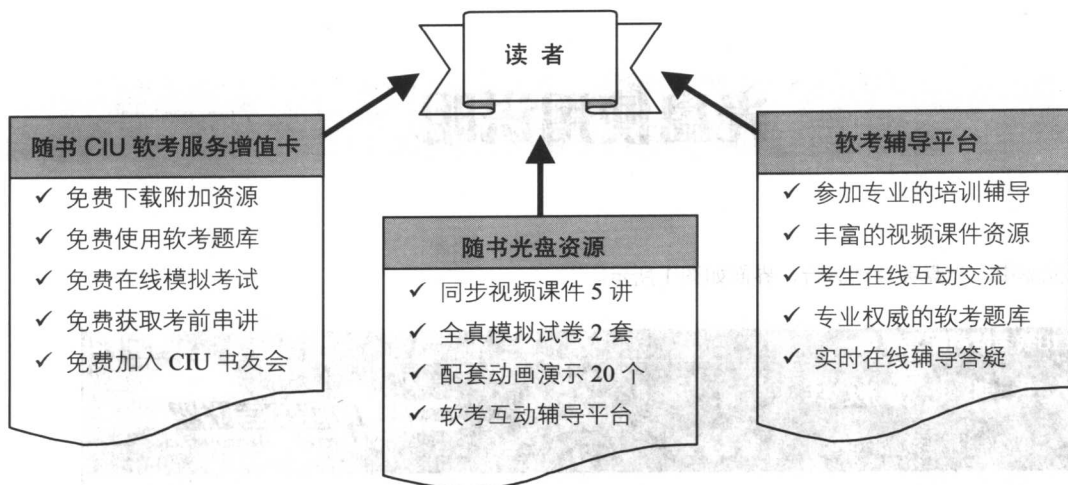 读 者
随书 CIU 软考服务增值卡
✓ 免费下载附加资源
✓ 免费使用软考题库
✓ 免费在线模拟考试
✓ 免费获取考前串讲
✓ 免费加入 CIU 书友会
随书光盘资源
✓ 同步视频课件 5 讲
✓ 全真模拟试卷 2 套
✓ 配套动画演示 20 个
✓ 软考互动辅导平台
软考辅导平台
✓ 参加专业的培训辅导
✓ 丰富的视频课件资源
✓ 考生在线互动交流
✓ 专业权威的软考题库
✓ 实时在线辅导答疑